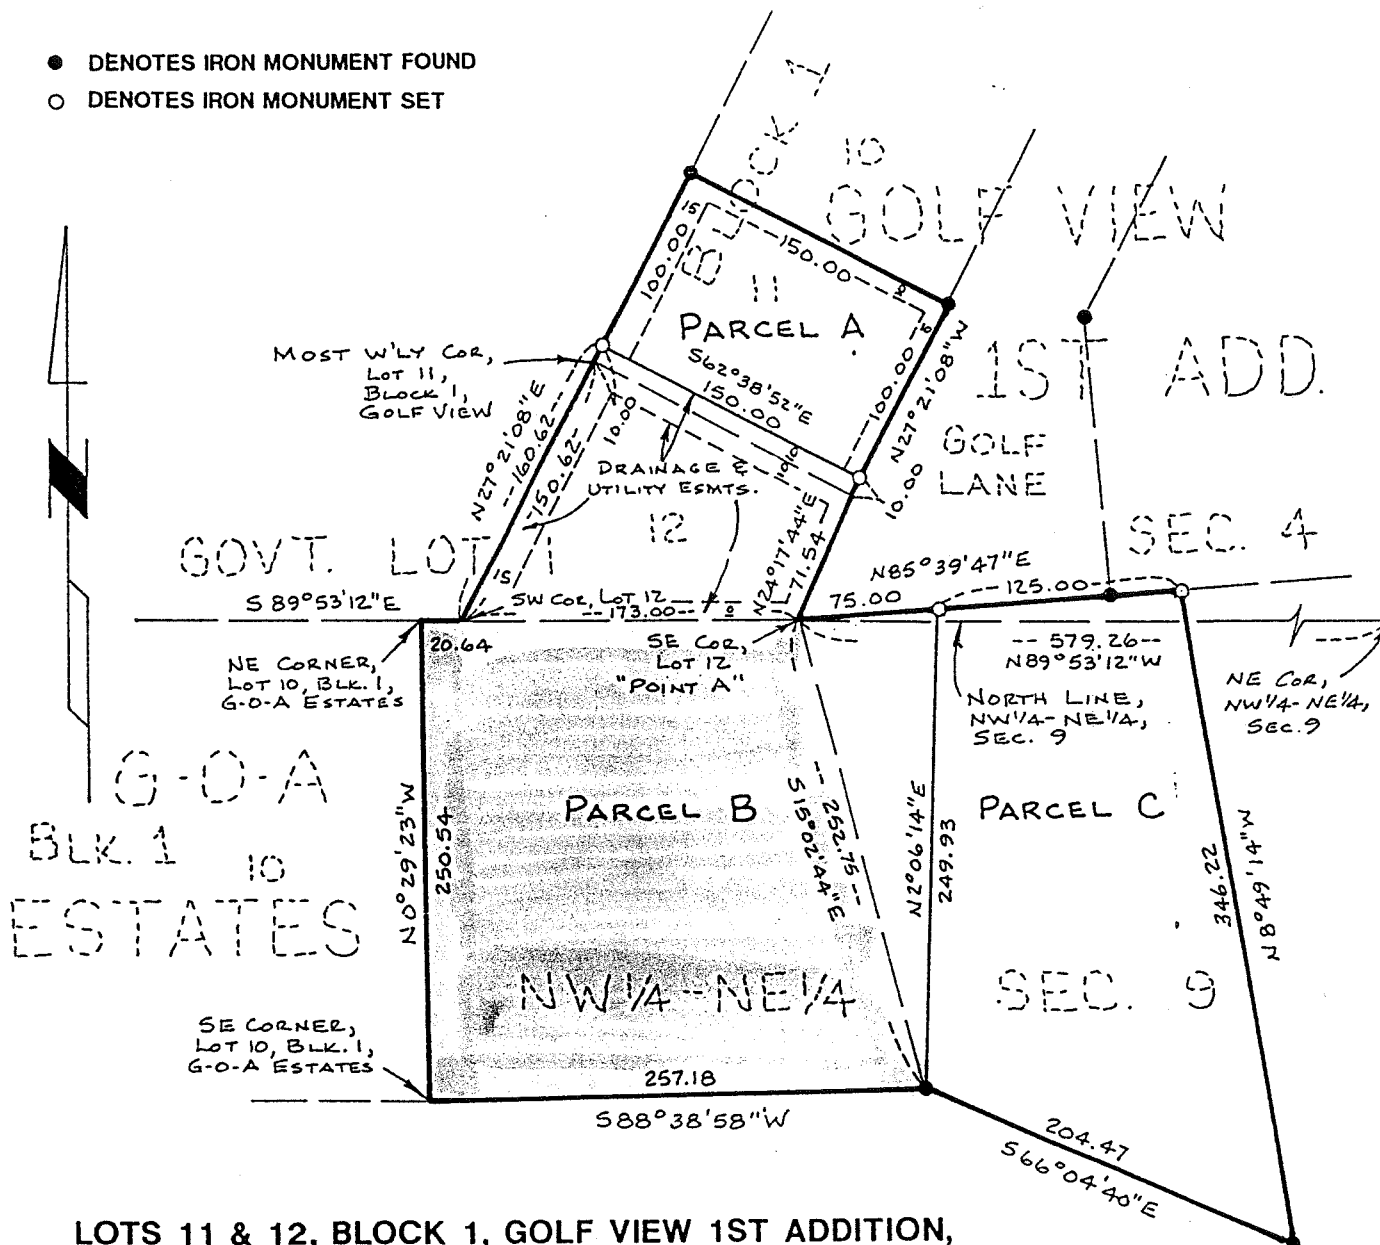 DENOTES IRON MONUMENT FOUND
DENOTES IRON MONUMENT SET
BLOCK 1
10
GOLF VIEW
1ST ADD.
15
100.00
150.00
10
11
PARCEL A
15
S62°38'52"E
150.00
100.00
N27°21'08"W
MOST W'LY COR,
LOT 11,
BLOCK 1,
GOLF VIEW
N27°21'08"E
--160.62--
-150.62-
10.00
DRAINAGE &
UTILITY ESMTS.
10 10
10.00
GOLF
LANE
12
N24°17'44"E
-71.54
GOVT. LOT 1
SEC. 4
15
N85°39'47"E
75.00
125.00
S 89°53'12"E
SW COR, LOT 12
--173.00--
20.64
NE CORNER,
LOT 10, BLK. 1,
G-O-A ESTATES
SE COR,
LOT 12
"POINT A"
--579.26--
N89°53'12"W
NORTH LINE,
NW1/4-NE1/4,
SEC. 9
NE COR,
NW1/4-NE1/4,
SEC. 9
G-O-A
BLK. 1
10
ESTATES
N0°29'23"W
250.54
PARCEL B
--252.75--
S15°02'44"E
N2°06'14"E
249.93
PARCEL C
346.22
N8°49'14"W
NW1/4-NE1/4
SEC. 9
SE CORNER,
LOT 10, BLK. 1,
G-O-A ESTATES
257.18
S88°38'58"W
204.47
S66°04'40"E
LOTS 11 & 12, BLOCK 1, GOLF VIEW 1ST ADDITION,